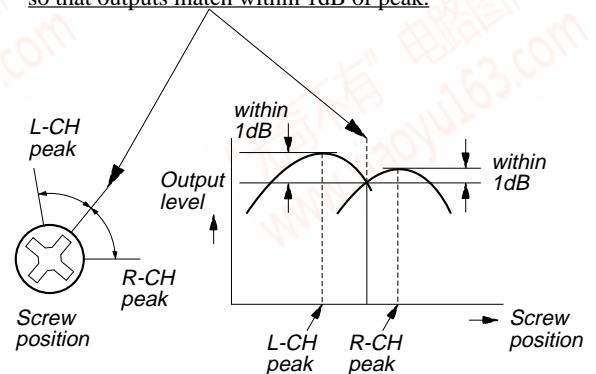 so that outputs match within 1dB of peak.
L-CH
peak
R-CH
peak
Screw
position
within
1dB
Output
level
within
1dB
L-CH
peak
R-CH
peak
Screw
position